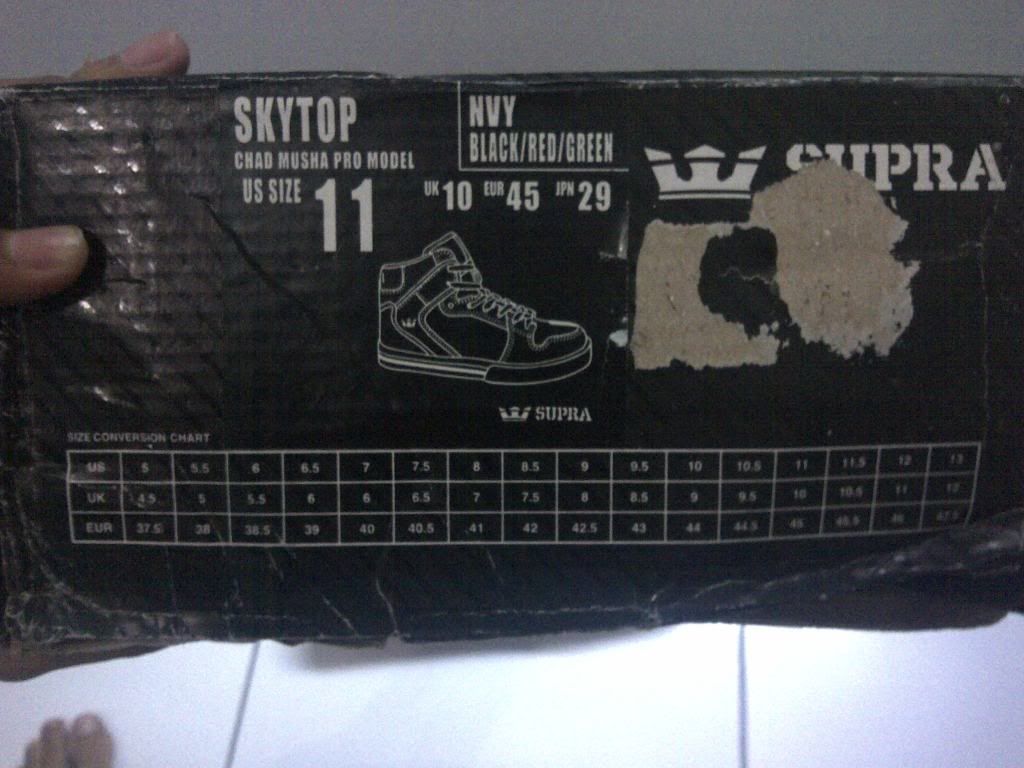 SKYTOP
CHAD MUSHA PRO MODEL
NVY
BLACK/RED/GREEN
US SIZE 11
UK 10 EUR 45 JPN 29
SUPRA
SUPRA
SIZE CONVERSION CHART
US 5 5.5 6 6.5 7 7.5 8 8.5 9 9.5 10 10.5 11 11.5 12 13
UK 4.5 5 5.5 6 6 6.5 7 7.5 8 8.5 9 9.5 10 10.5 11 12
EUR 37.5 38 38.5 39 40 40.5 41 42 42.5 43 44 44.5 45 45.5 46 47.5